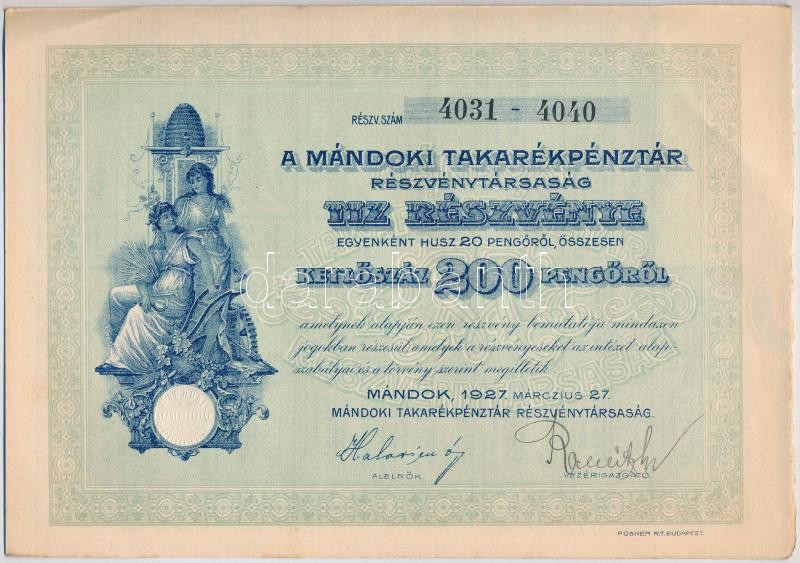 RÉSZV. SZÁM 4031 - 4040
A MÁNDOKI TAKARÉKPÉNZTÁR
RÉSZVÉNYTÁRSASÁG
TIZ RÉSZVÉNYE
EGYENKÉNT HUSZ 20 PENGŐRŐL, ÖSSZESEN
KETTŐSZÁZ 200 PENGŐRŐL
darabanth
amelynek alapján ezen részvény bemutatója mindazon
jogokban részesül, amelyek a részvényeseket az intézet alap-
szabályai és a törvény szerint megilletik.
MÁNDOK, 1927. MÁRCZIUS 27.
MÁNDOKI TAKARÉKPÉNZTÁR RÉSZVÉNYTÁRSASÁG.
ALELNÖK. VEZÉRIGAZGATÓ.
POSNER R.T. BUDAPEST.